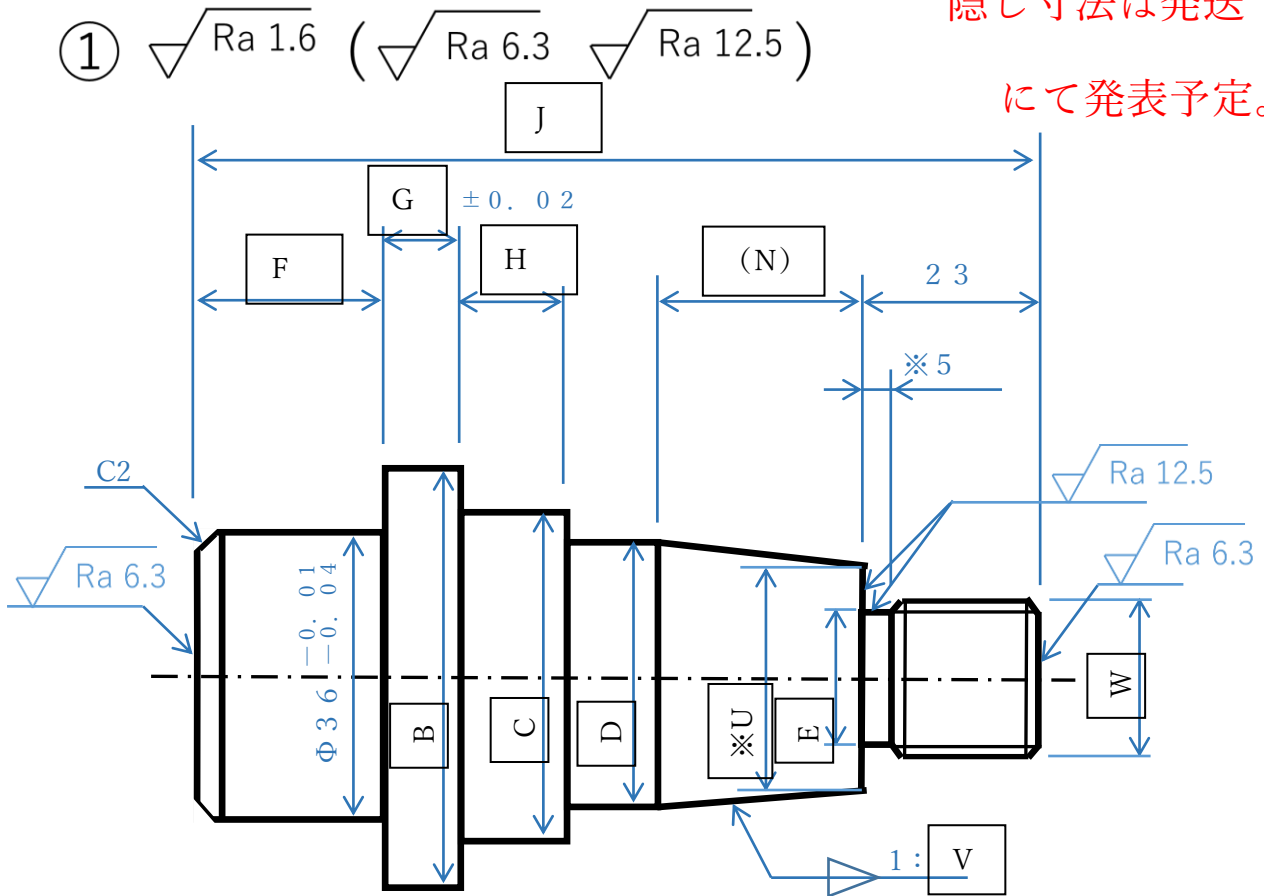 隠し寸法は発送
① Ra 1.6 ( Ra 6.3 Ra 12.5 )
にて発表予定。
J
G ±0.02
F
H
(N)
23
※5
C2
Ra 12.5
Ra 6.3
Ra 6.3
Φ36 －0.01 －0.04
B
C
D
※U
E
W
1: V